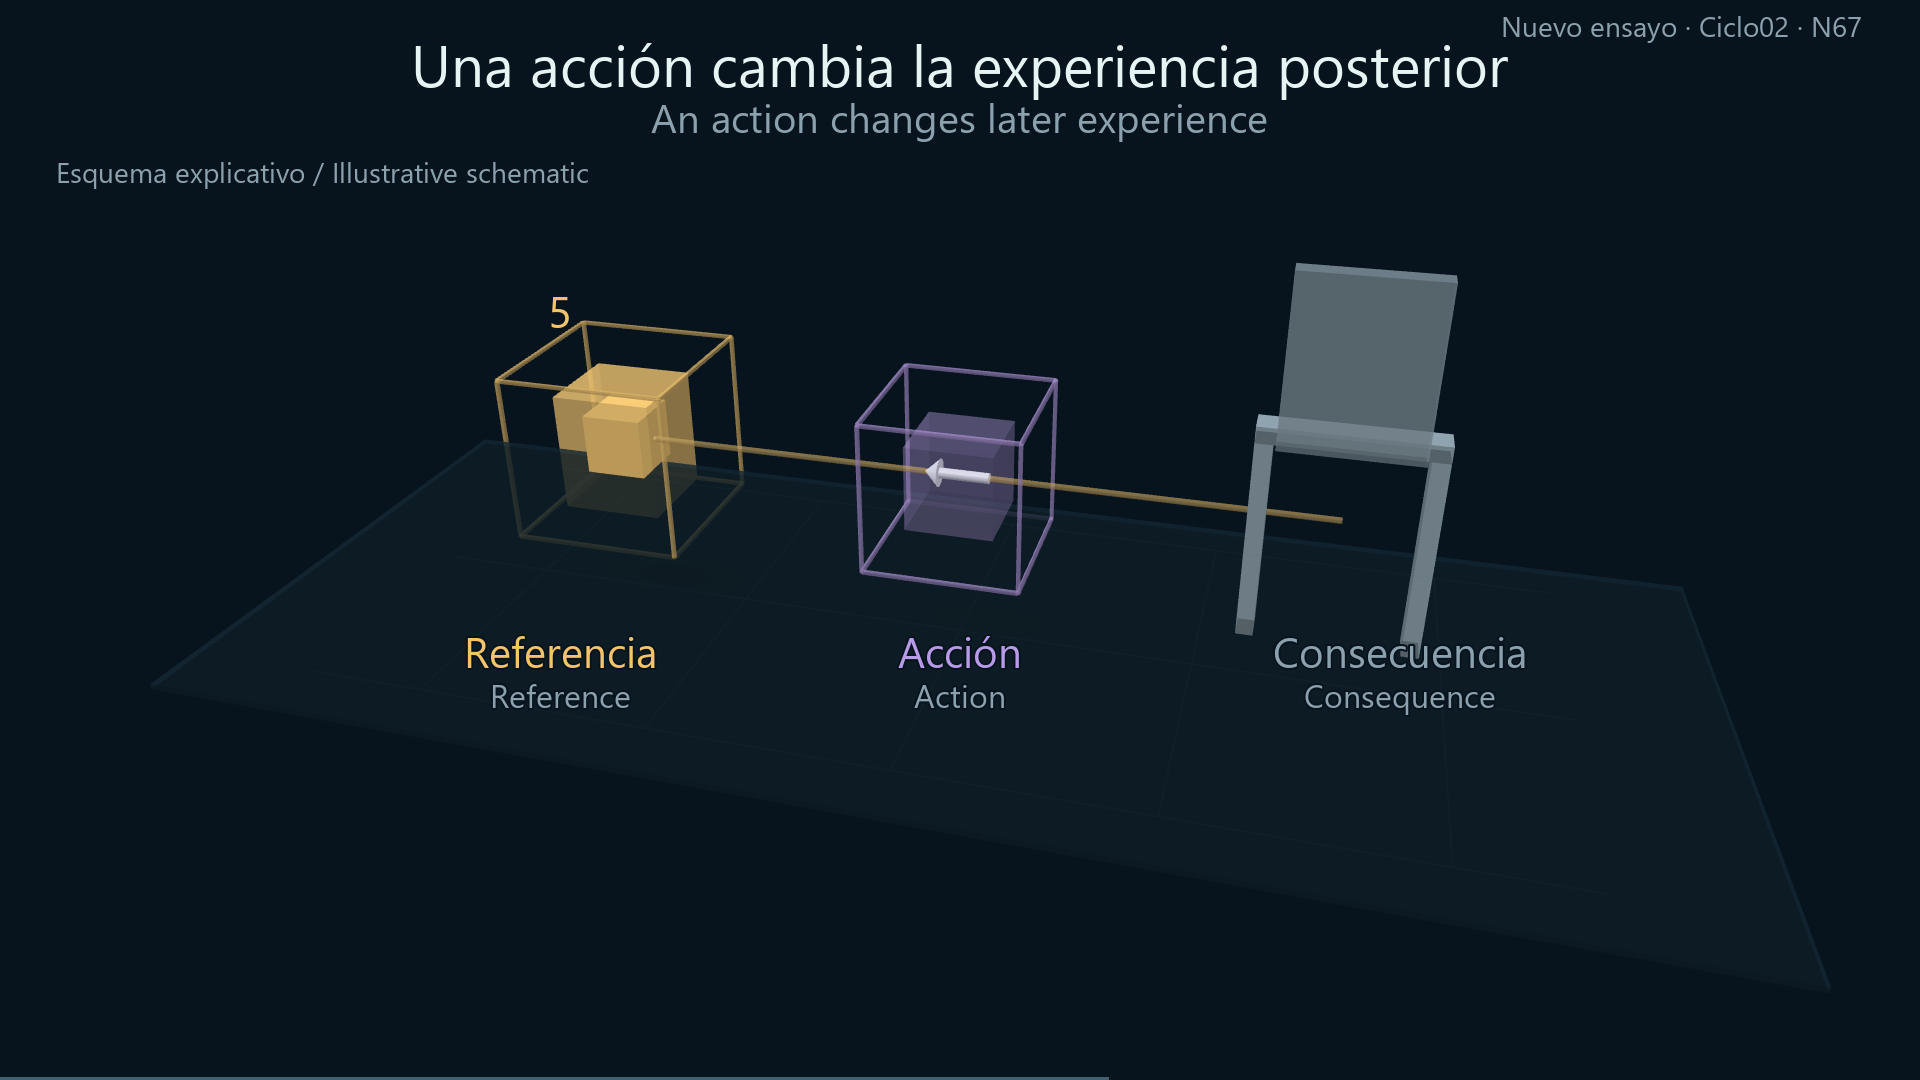 Nuevo ensayo · Ciclo02 · N67
Una acción cambia la experiencia posterior
An action changes later experience
Esquema explicativo / Illustrative schematic
5
Referencia
Reference
Acción
Action
Consecuencia
Consequence